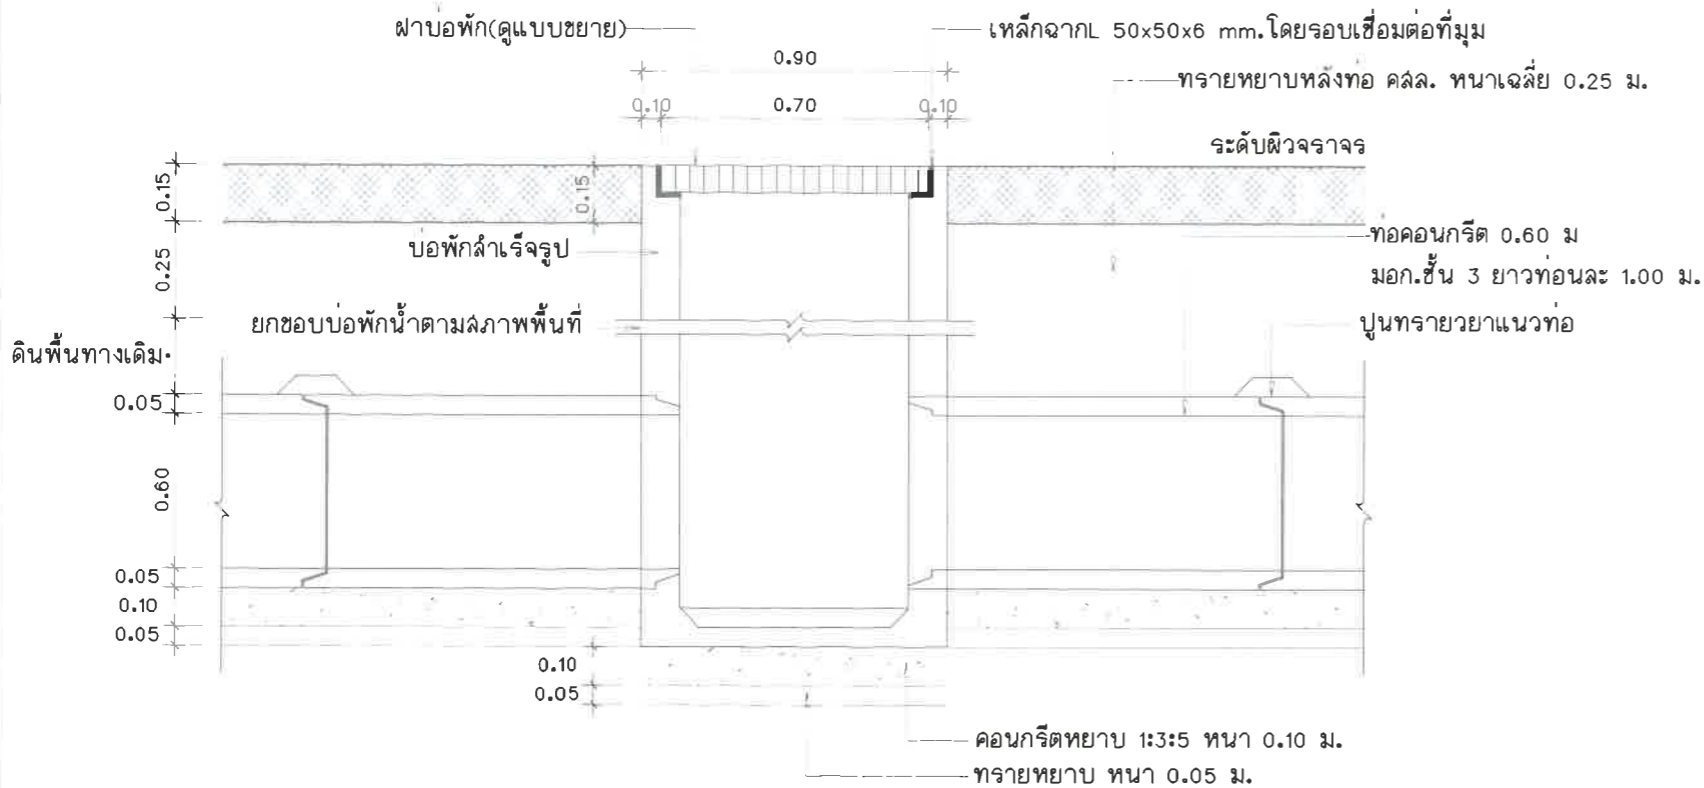 ฝาบ่อพัก(ดูแบบขยาย)
เหล็กฉากL 50x50x6 mm.โดยรอบเชื่อมต่อที่มุม
0.90
ทรายหยาบหลังท่อ คสล. หนาเฉลี่ย 0.25 ม.
0.10
0.70
0.10
ระดับผิวจราจร
0.15
0.15
ท่อคอนกรีต 0.60 ม
บ่อพักสำเร็จรูป
0.25
มอก.ชั้น 3 ยาวท่อนละ 1.00 ม.
ยกขอบบ่อพักน้ำตามสภาพพื้นที่
ปูนทรายวยาแนวท่อ
ดินพื้นทางเดิม
0.05
0.60
0.05
0.10
0.05
0.10
0.05
คอนกรีตหยาบ 1:3:5 หนา 0.10 ม.
ทรายหยาบ หนา 0.05 ม.